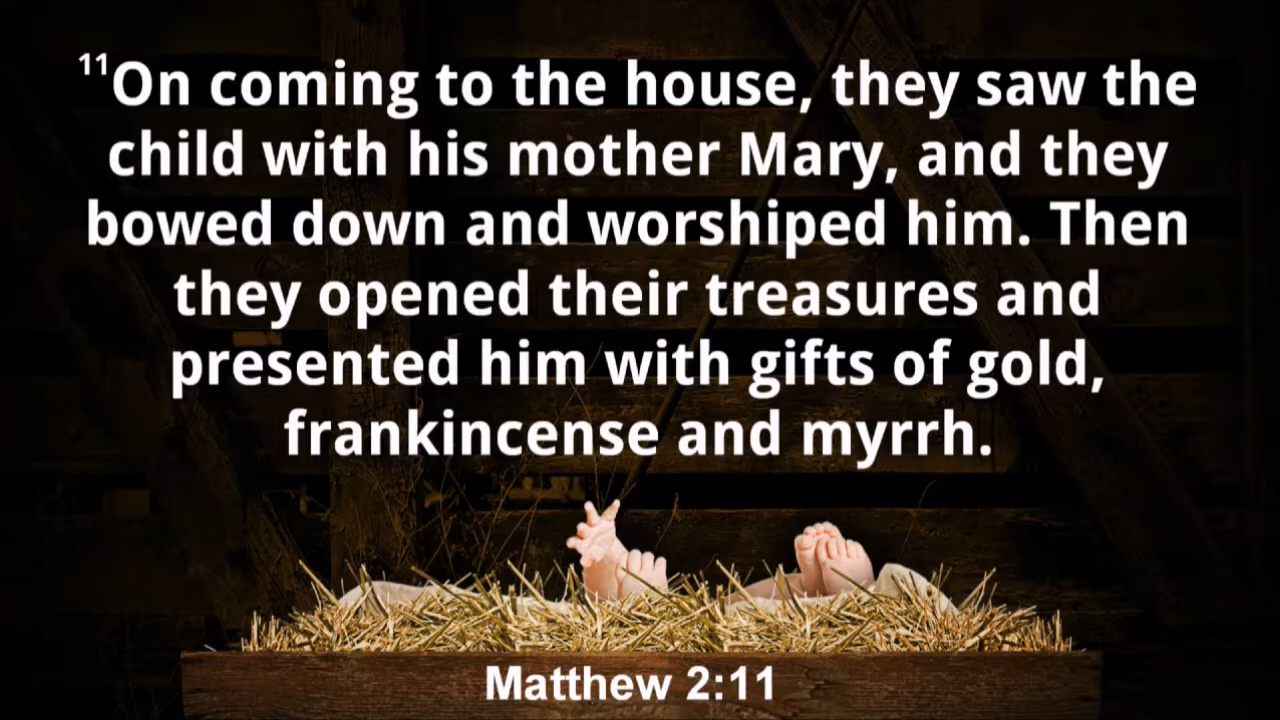 11On coming to the house, they saw the
child with his mother Mary, and they
bowed down and worshiped him. Then
they opened their treasures and
presented him with gifts of gold,
frankincense and myrrh.
Matthew 2:11